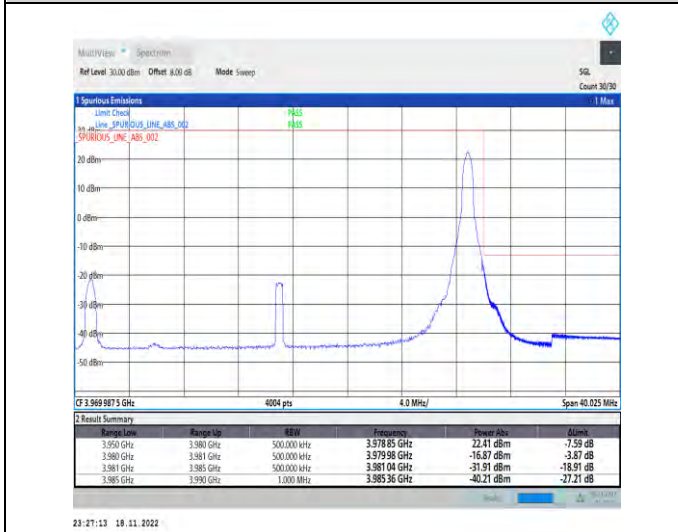 MultiView Spectrum
Ref Level 30.00 dBm Offset 8.00 dB Mode Sweep SGL
Count 30/30
1 Spurious Emissions 1 Max
Limit Check PASS
Line _SPURIOUS_LINE_ABS_002 PASS
_SPURIOUS_LINE_ABS_002
20 dBm
10 dBm
0 dBm
-10 dBm
-20 dBm
-30 dBm
-40 dBm
-50 dBm
CF 3.969 987 5 GHz 4004 pts 4.0 MHz/ Span 40.025 MHz
2 Result Summary
Range Low Range Up RBW Frequency Power Abs ΔLimit
3.950 GHz 3.980 GHz 500.000 kHz 3.978 85 GHz 22.41 dBm -7.59 dB
3.980 GHz 3.981 GHz 500.000 kHz 3.979 98 GHz -16.87 dBm -3.87 dB
3.981 GHz 3.985 GHz 500.000 kHz 3.981 04 GHz -31.91 dBm -18.91 dB
3.985 GHz 3.990 GHz 1.000 MHz 3.985 36 GHz -40.21 dBm -27.21 dB
23:27:13 18.11.2022